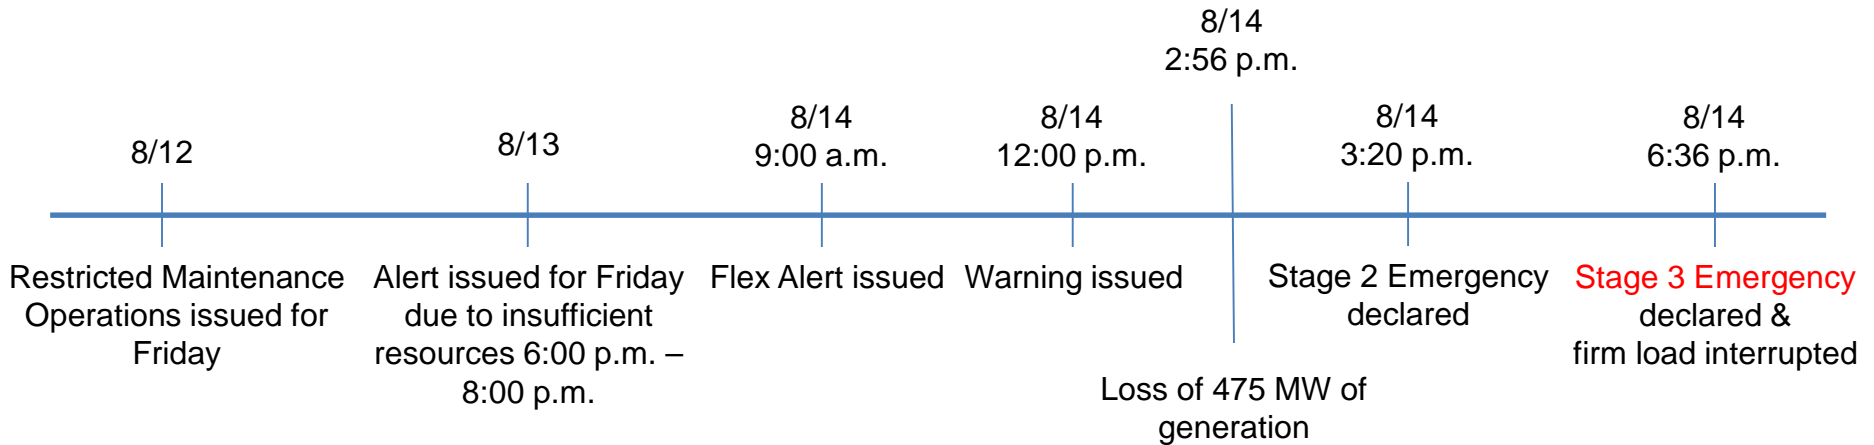 8/12
Restricted Maintenance
Operations issued for
Friday
8/13
Alert issued for Friday
due to insufficient
resources 6:00 p.m. –
8:00 p.m.
8/14
9:00 a.m.
Flex Alert issued
8/14
12:00 p.m.
Warning issued
8/14
2:56 p.m.
Loss of 475 MW of
generation
8/14
3:20 p.m.
Stage 2 Emergency
declared
8/14
6:36 p.m.
Stage 3 Emergency
declared &
firm load interrupted